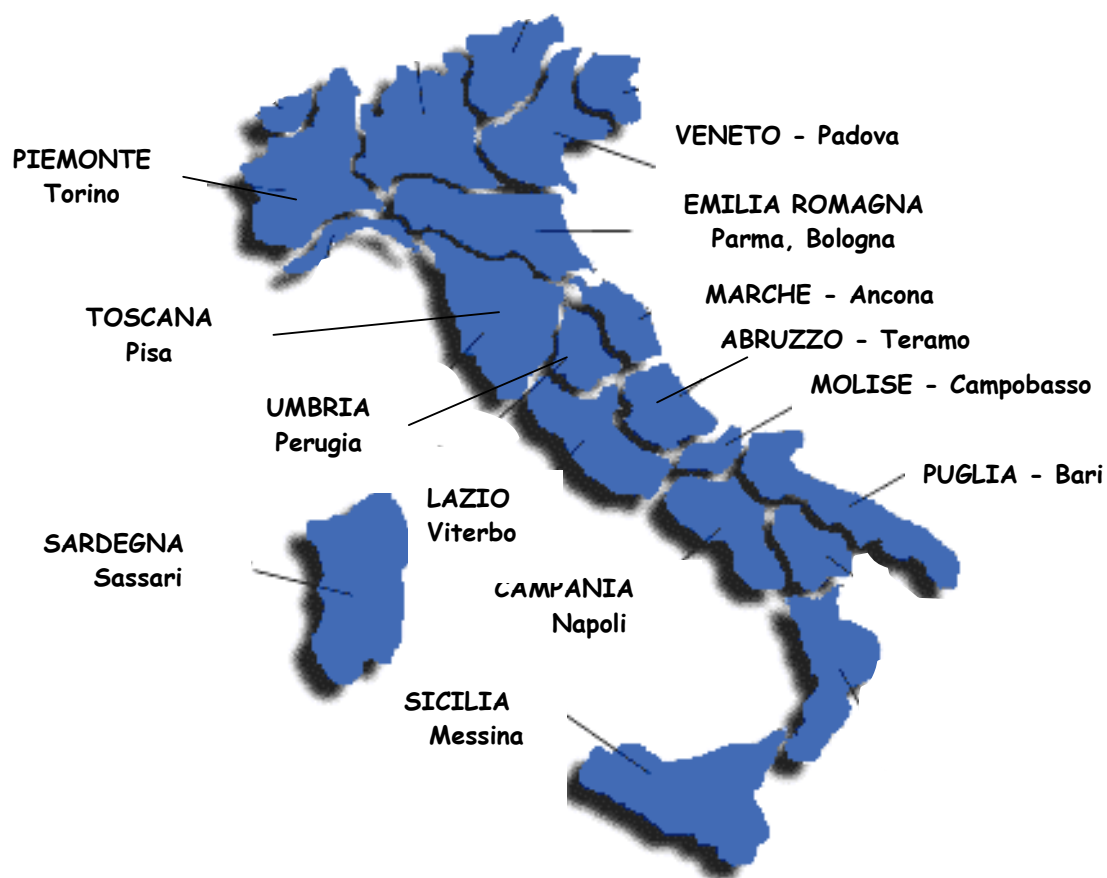 VENETO - Padova
PIEMONTE
Torino
EMILIA ROMAGNA
Parma, Bologna
MARCHE - Ancona
TOSCANA
Pisa
ABRUZZO - Teramo
MOLISE - Campobasso
UMBRIA
Perugia
PUGLIA - Bari
LAZIO
Viterbo
SARDEGNA
Sassari
CAMPANIA
Napoli
SICILIA
Messina